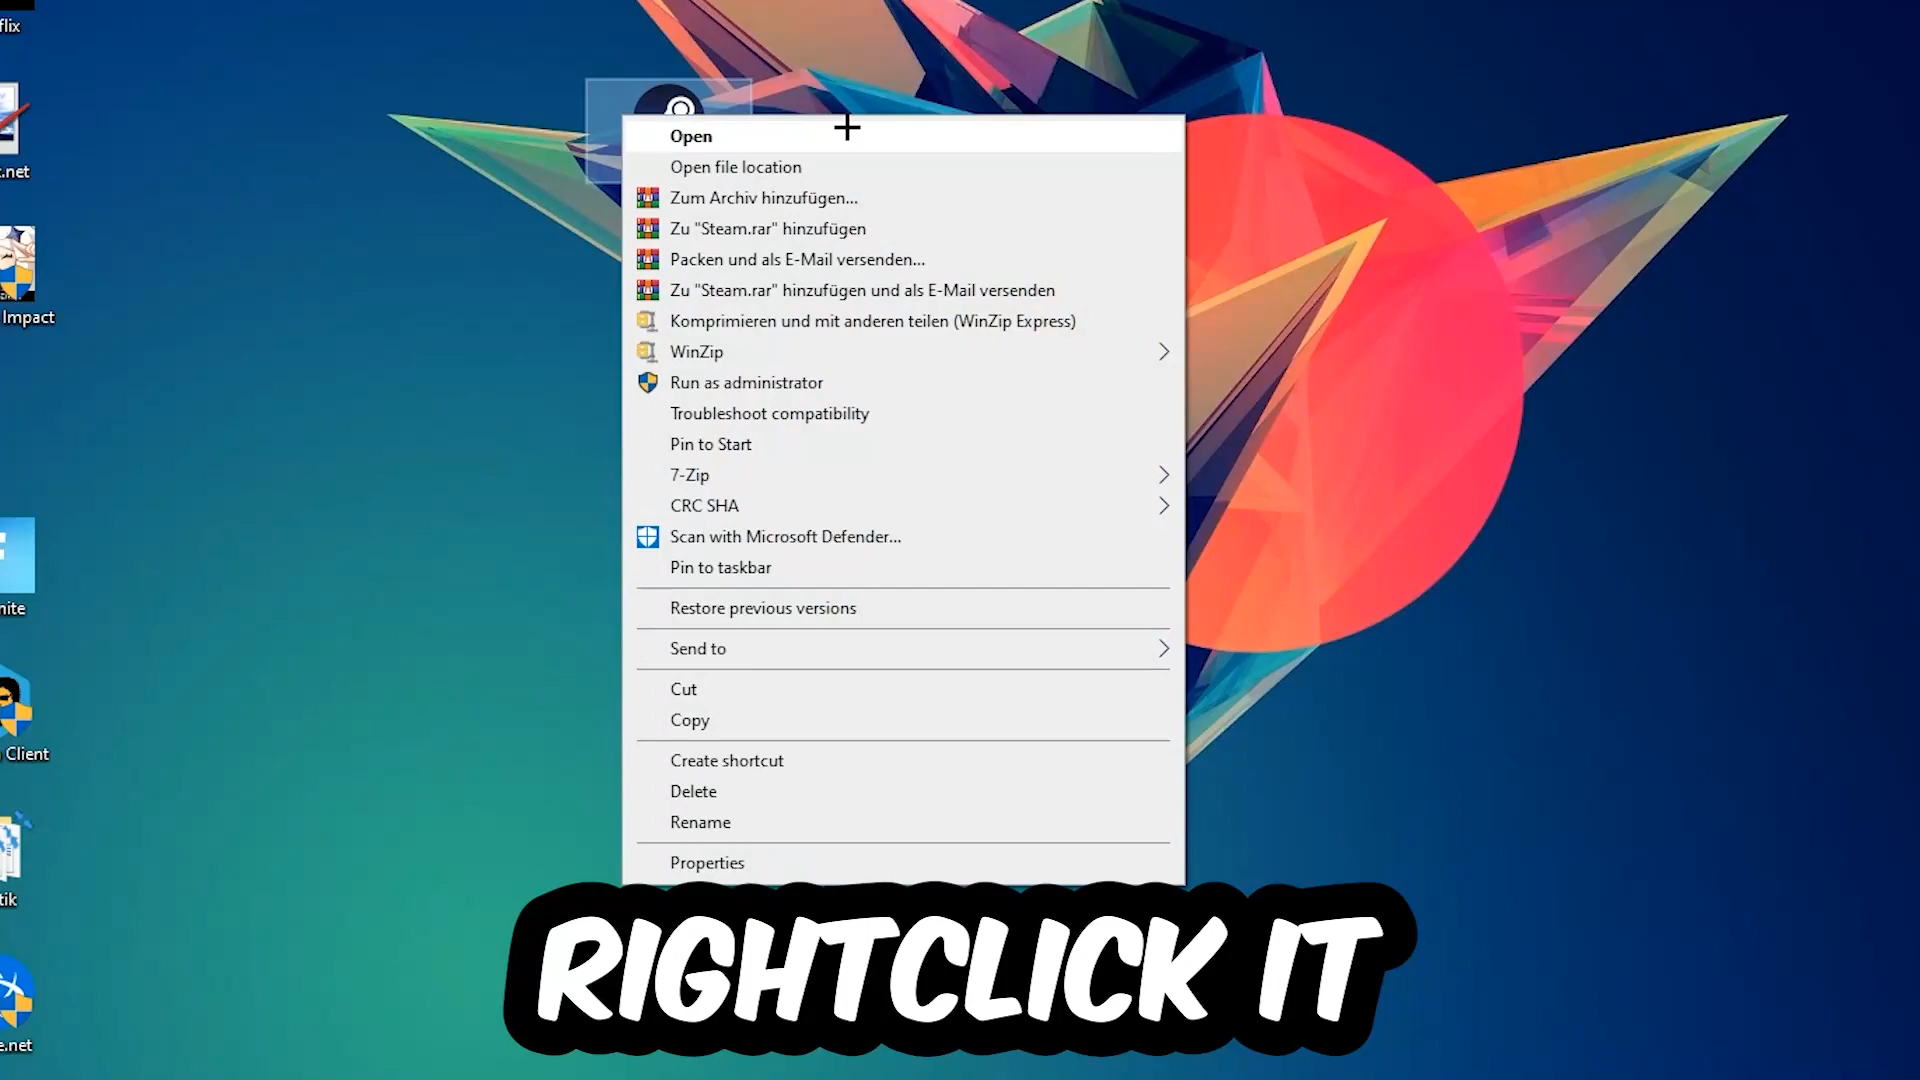 flix
.net
Impact
nite
Client
tik
e.net
Open
Open file location
Zum Archiv hinzufügen...
Zu "Steam.rar" hinzufügen
Packen und als E-Mail versenden...
Zu "Steam.rar" hinzufügen und als E-Mail versenden
Komprimieren und mit anderen teilen (WinZip Express)
WinZip
Run as administrator
Troubleshoot compatibility
Pin to Start
7-Zip
CRC SHA
Scan with Microsoft Defender...
Pin to taskbar
Restore previous versions
Send to
Cut
Copy
Create shortcut
Delete
Rename
Properties
RIGHTCLICK IT